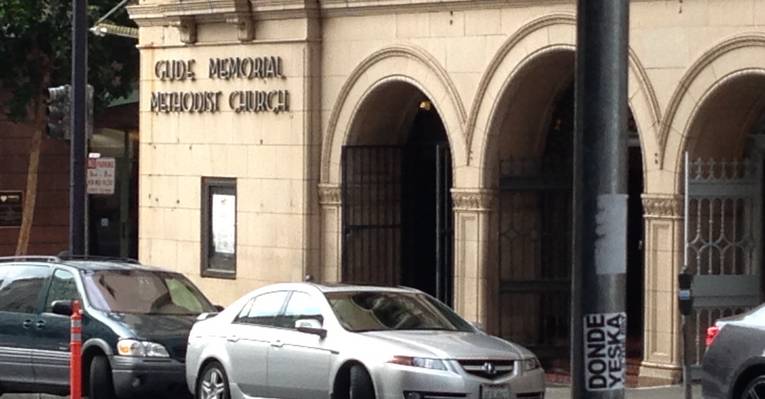 GLIDE MEMORIAL
METHODIST CHURCH
DONDE
YESKA